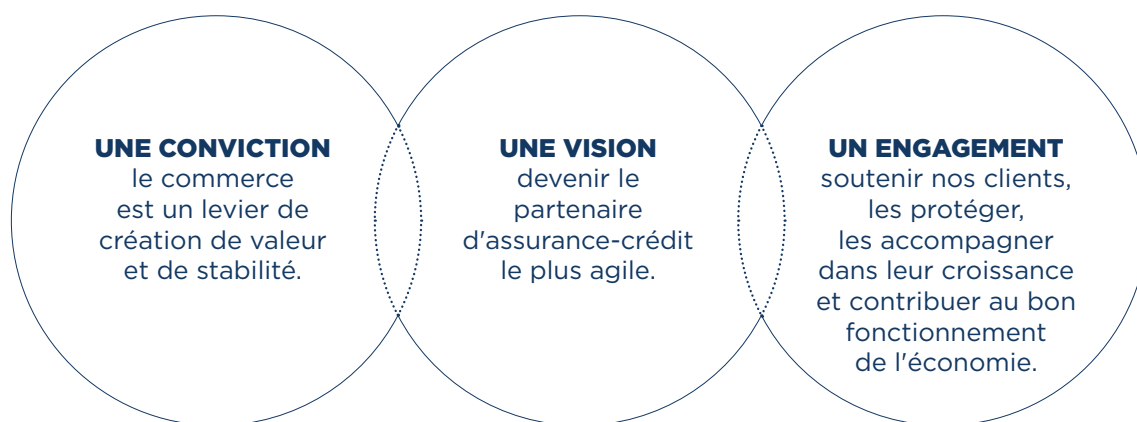 UNE CONVICTION
le commerce
est un levier de
création de valeur
et de stabilité.
UNE VISION
devenir le
partenaire
d'assurance-crédit
le plus agile.
UN ENGAGEMENT
soutenir nos clients,
les protéger,
les accompagner
dans leur croissance
et contribuer au bon
fonctionnement
de l'économie.